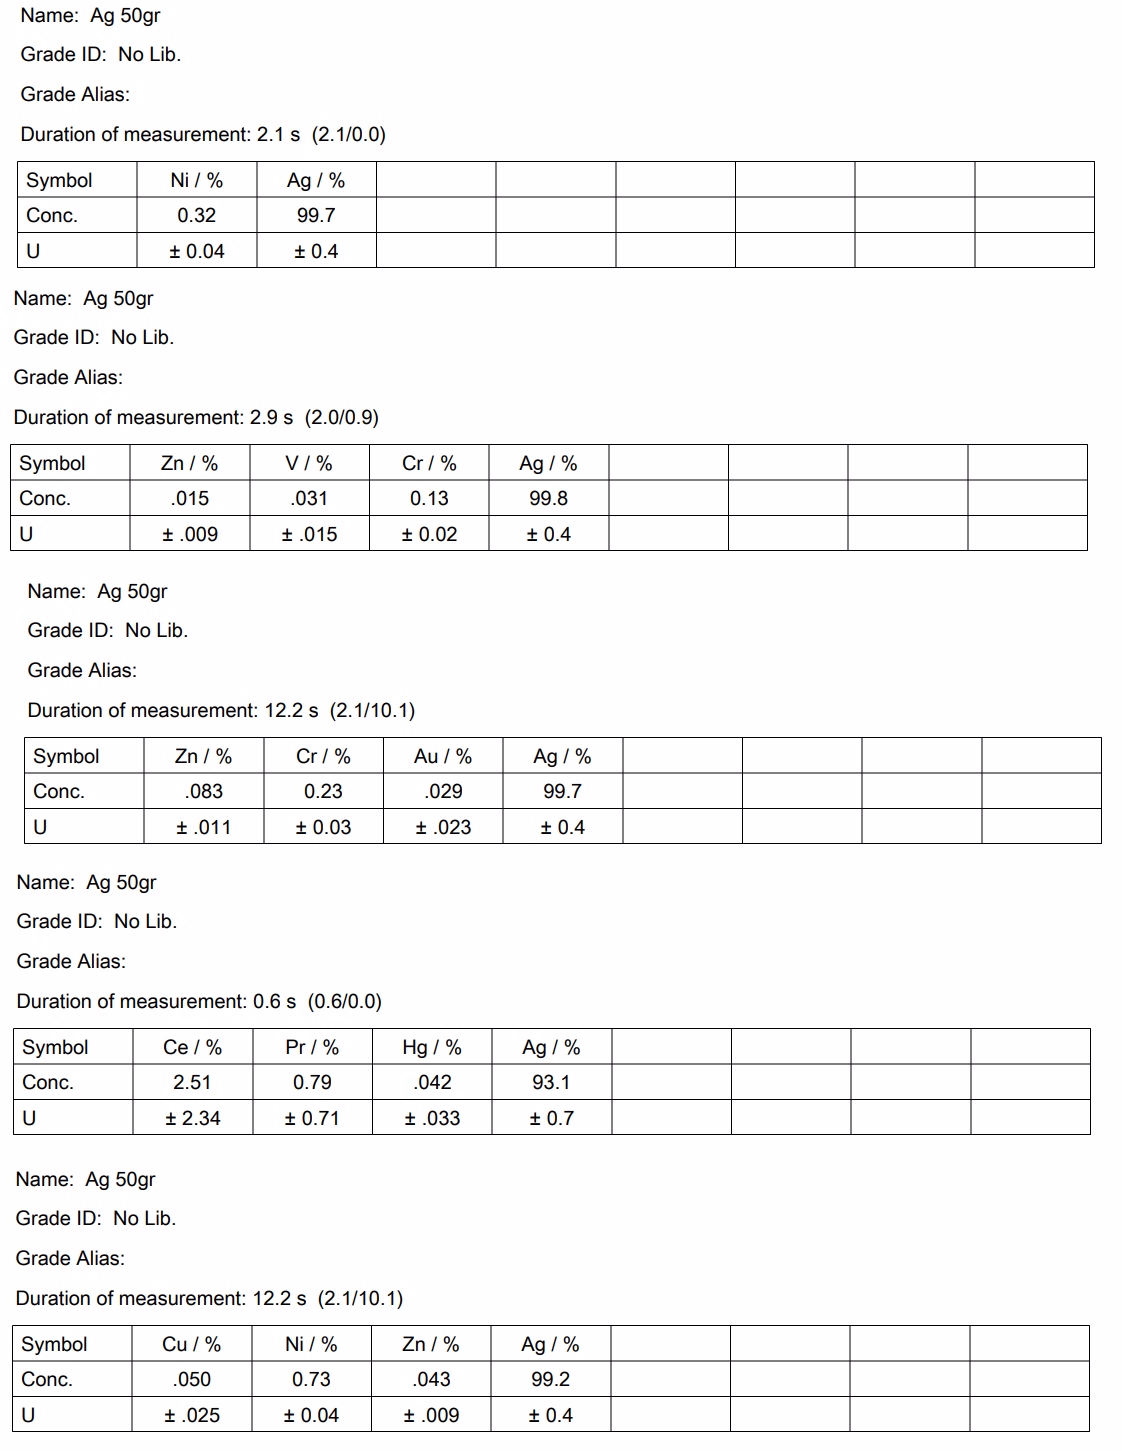 Name: Ag 50gr
Grade ID: No Lib.
Grade Alias:
Duration of measurement: 2.1 s (2.1/0.0)
Symbol Ni / % Ag / %
Conc. 0.32 99.7
U ± 0.04 ± 0.4
Name: Ag 50gr
Grade ID: No Lib.
Grade Alias:
Duration of measurement: 2.9 s (2.0/0.9)
Symbol Zn / % V / % Cr / % Ag / %
Conc. .015 .031 0.13 99.8
U ± .009 ± .015 ± 0.02 ± 0.4
Name: Ag 50gr
Grade ID: No Lib.
Grade Alias:
Duration of measurement: 12.2 s (2.1/10.1)
Symbol Zn / % Cr / % Au / % Ag / %
Conc. .083 0.23 .029 99.7
U ± .011 ± 0.03 ± .023 ± 0.4
Name: Ag 50gr
Grade ID: No Lib.
Grade Alias:
Duration of measurement: 0.6 s (0.6/0.0)
Symbol Ce / % Pr / % Hg / % Ag / %
Conc. 2.51 0.79 .042 93.1
U ± 2.34 ± 0.71 ± .033 ± 0.7
Name: Ag 50gr
Grade ID: No Lib.
Grade Alias:
Duration of measurement: 12.2 s (2.1/10.1)
Symbol Cu / % Ni / % Zn / % Ag / %
Conc. .050 0.73 .043 99.2
U ± .025 ± 0.04 ± .009 ± 0.4